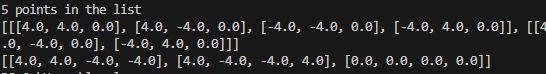 5 points in the list
[[[4.0, 4.0, 0.0], [4.0, -4.0, 0.0], [-4.0, -4.0, 0.0], [-4.0, 4.0, 0.0]], [[4
.0, -4.0, 0.0], [-4.0, 4.0, 0.0]]]
[[4.0, 4.0, -4.0, -4.0], [4.0, -4.0, -4.0, 4.0], [0.0, 0.0, 0.0, 0.0]]